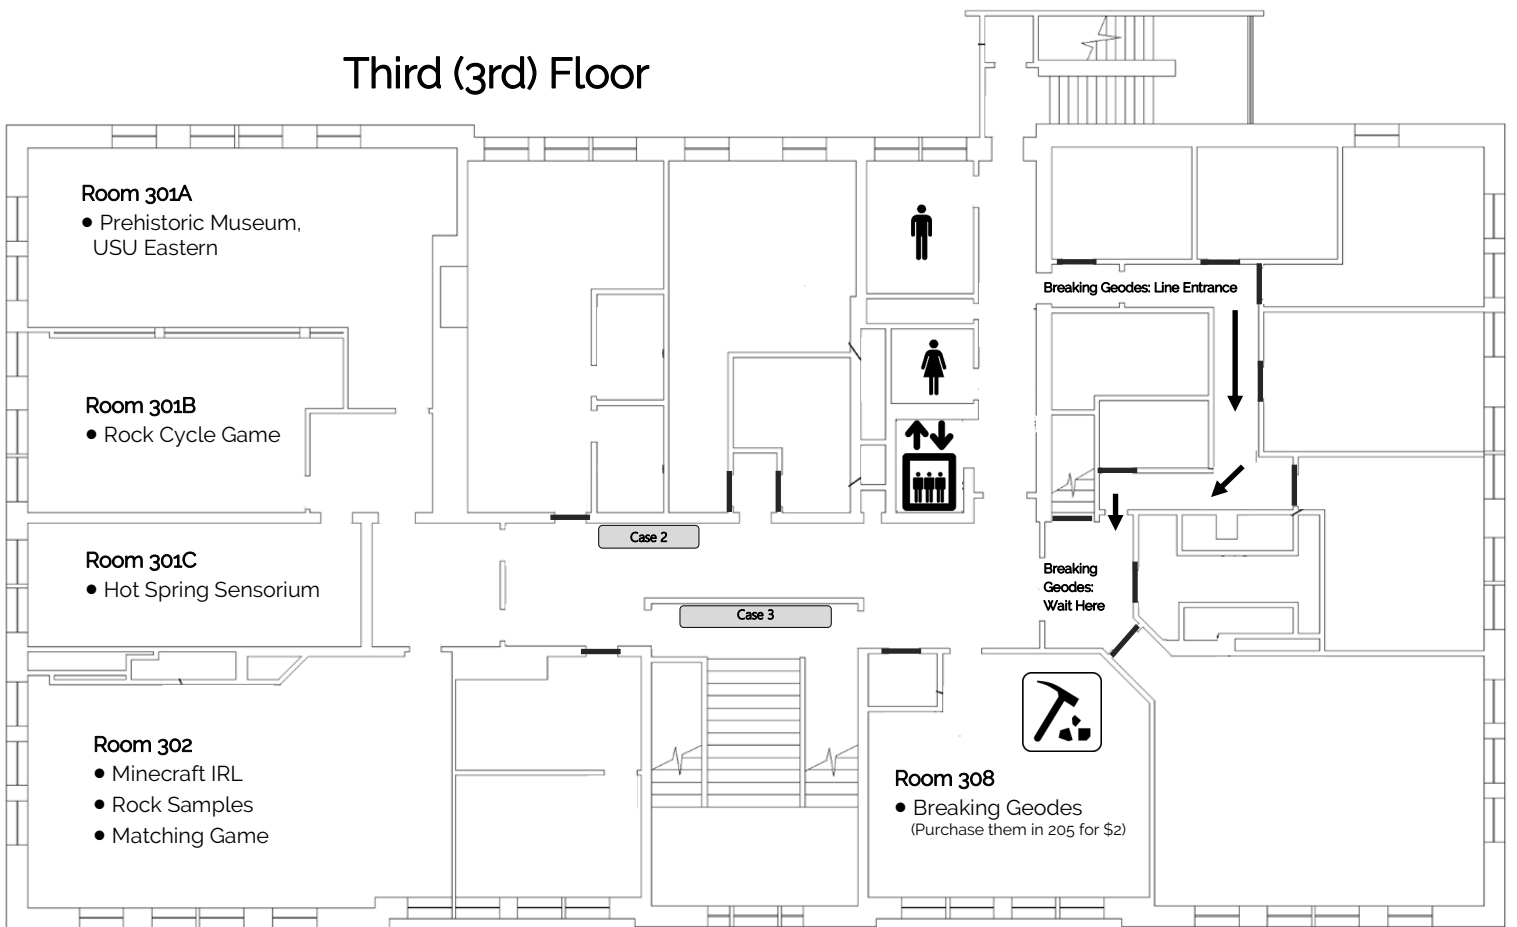 Third (3rd) Floor
Room 301A
● Prehistoric Museum,
USU Eastern
Breaking Geodes: Line Entrance
Room 301B
● Rock Cycle Game
Case 2
Room 301C
● Hot Spring Sensorium
Breaking
Geodes:
Wait Here
Case 3
Room 302
● Minecraft IRL
● Rock Samples
● Matching Game
Room 308
● Breaking Geodes
(Purchase them in 205 for $2)